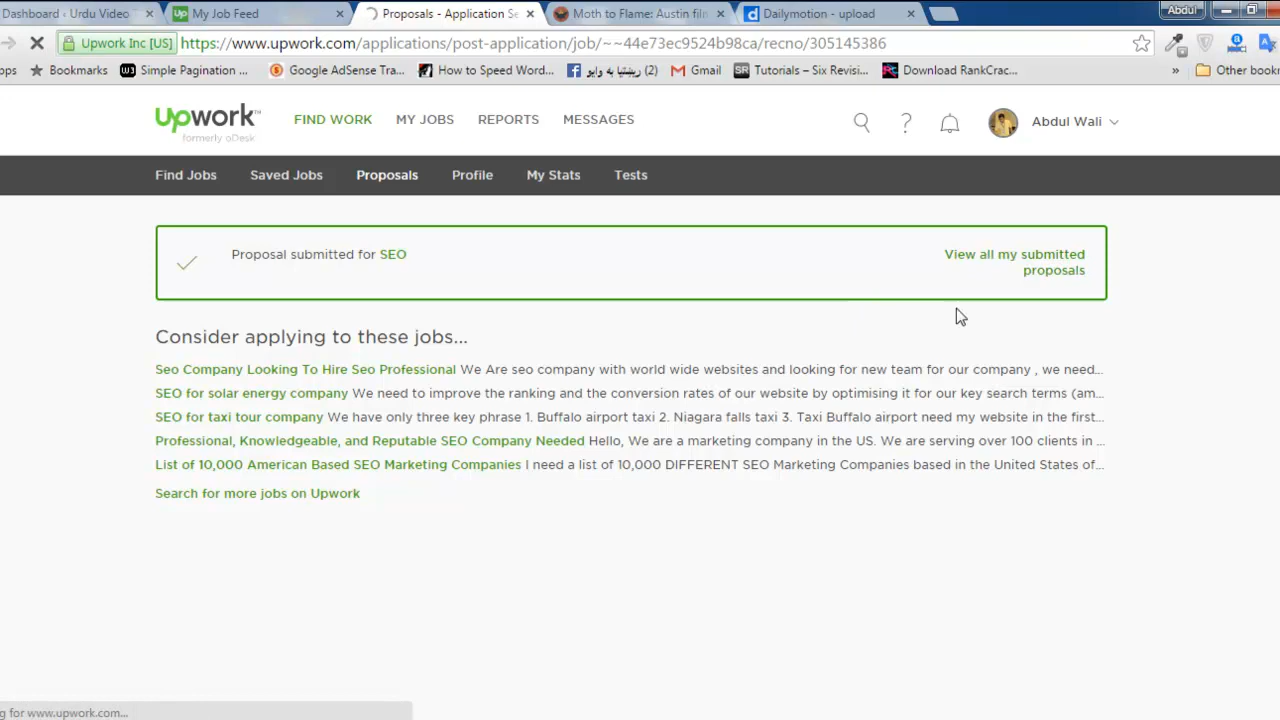 Dashboard ‹ Urdu Video
My Job Feed
Proposals - Application Se
Moth to Flame: Austin film
Dailymotion - upload
Abdul
Upwork Inc [US]
https://www.upwork.com/applications/post-application/job/~~44e73ec9524b98ca/recno/305145386
pps
Bookmarks
Simple Pagination ...
Google AdSense Tra...
How to Speed Word...
(2) ریښتیا به وایو
Gmail
Tutorials – Six Revisi...
Download RankCrac...
»
Other bookm
upwork™
formerly oDesk
FIND WORK
MY JOBS
REPORTS
MESSAGES
?
Abdul Wali
Find Jobs
Saved Jobs
Proposals
Profile
My Stats
Tests
Proposal submitted for SEO
View all my submitted
proposals
Consider applying to these jobs...
Seo Company Looking To Hire Seo Professional We Are seo company with world wide websites and looking for new team for our company , we need...
SEO for solar energy company We need to improve the ranking and the conversion rates of our website by optimising it for our key search terms (am...
SEO for taxi tour company We have only three key phrase 1. Buffalo airport taxi 2. Niagara falls taxi 3. Taxi Buffalo airport need my website in the first...
Professional, Knowledgeable, and Reputable SEO Company Needed Hello, We are a marketing company in the US. We are serving over 100 clients in ...
List of 10,000 American Based SEO Marketing Companies I need a list of 10,000 DIFFERENT SEO Marketing Companies based in the United States of...
Search for more jobs on Upwork
g for www.upwork.com...